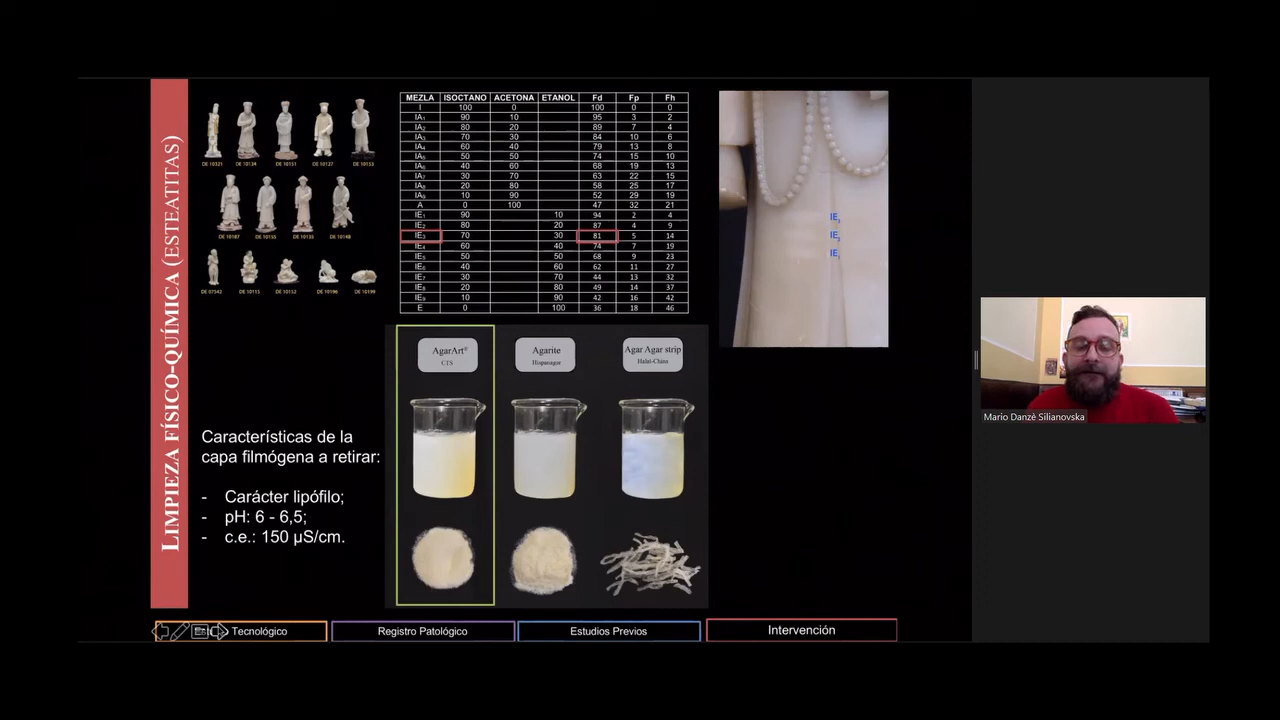 LIMPIEZA FÍSICO-QUÍMICA (ESTEATITAS)
DE 10321 DE 10134 DE 10151 DE 10127 DE 10133
DE 10187 DE 10155 DE 10135 DE 10148
DE 07542 DE 10115 DE 10152 DE 10196 DE 10199
MEZLA ISOCTANO ACETONA ETANOL Fd Fp Fh
I 100 0 100 0 0
IA1 90 10 95 3 2
IA2 80 20 89 7 4
IA3 70 30 84 10 6
IA4 60 40 79 13 8
IA5 50 50 74 15 10
IA6 40 60 68 19 13
IA7 30 70 63 22 15
IA8 20 80 58 25 17
IA9 10 90 52 29 19
A 0 100 47 32 21
IE1 90 10 94 2 4
IE2 80 20 87 4 9
IE3 70 30 81 5 14
IE4 60 40 74 7 19
IE5 50 50 68 9 23
IE6 40 60 62 11 27
IE7 30 70 44 13 32
IE8 20 80 49 14 37
IE9 10 90 42 16 42
E 0 100 36 18 46
IE
IE
IE
AgarArt®
CTS
Agarite
Hispanagar
Agar Agar strip
Halal-China
Características de la
capa filmógena a retirar:
- Carácter lipófilo;
- pH: 6 - 6,5;
- c.e.: 150 µS/cm.
Tecnológico
Registro Patológico
Estudios Previos
Intervención
Mario Danzè Silianovska